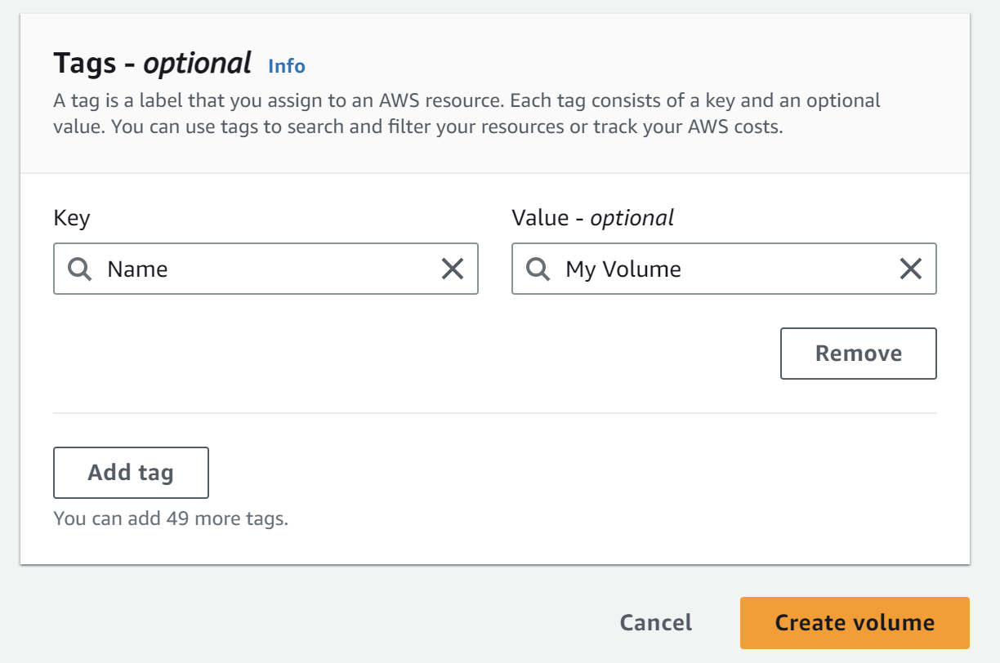 Tags - optional Info
A tag is a label that you assign to an AWS resource. Each tag consists of a key and an optional
value. You can use tags to search and filter your resources or track your AWS costs.
Key
Value - optional
Name
My Volume
Remove
Add tag
You can add 49 more tags.
Cancel
Create volume